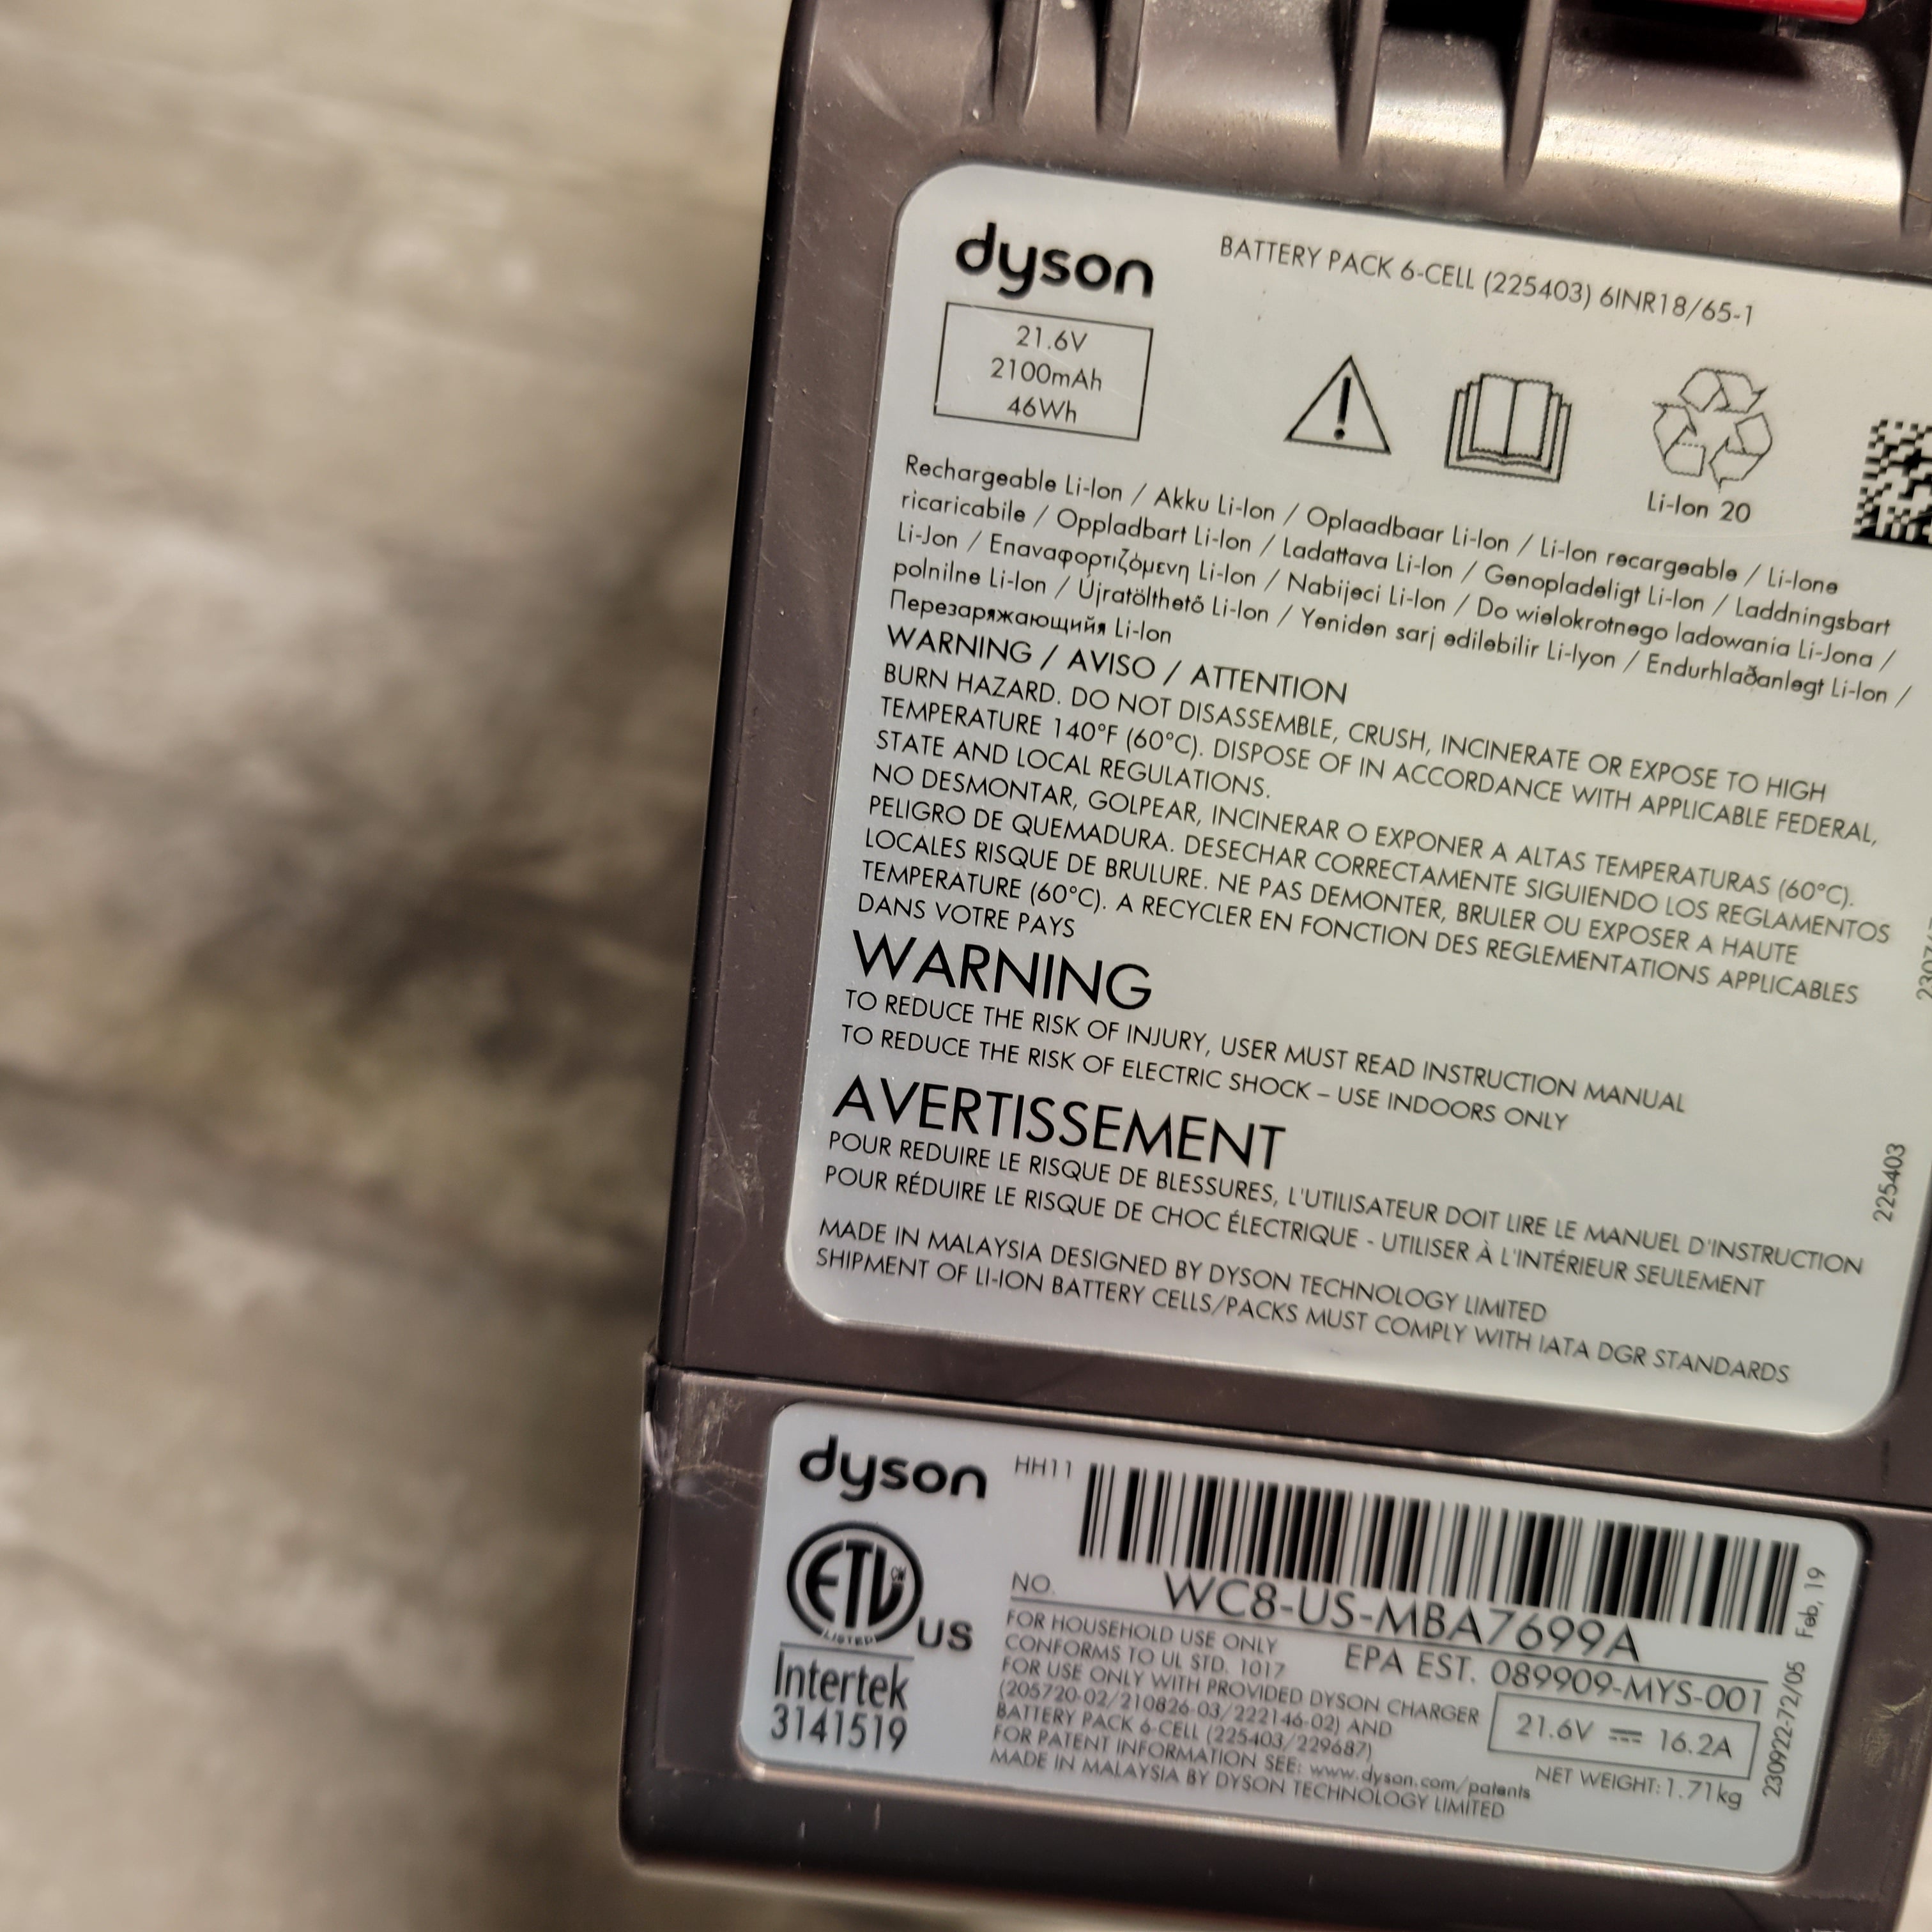 dyson
BATTERY PACK 6-CELL (225403) 6INR18/65-1
21.6V
2100mAh
46Wh
Li-Ion 20
Rechargeable Li-Ion / Akku Li-Ion / Oplaadbaar Li-Ion / Li-Ion recargeable / Li-Ione
ricaricabile / Oppladbart Li-Ion / Ladattava Li-Ion / Genopladeligt Li-Ion / Laddningsbart
Li-Jon / Επαναφορτιζόμενη Li-Ion / Nabijeci Li-Ion / Do wielokrotnego ladowania Li-Jona /
polnilne Li-Ion / Újratölthető Li-Ion / Yeniden sarj edilebilir Li-Iyon / Endurhlaðanlegt Li-Ion /
Перезаряжающийя Li-Ion
WARNING / AVISO / ATTENTION
BURN HAZARD. DO NOT DISASSEMBLE, CRUSH, INCINERATE OR EXPOSE TO HIGH
TEMPERATURE 140°F (60°C). DISPOSE OF IN ACCORDANCE WITH APPLICABLE FEDERAL,
STATE AND LOCAL REGULATIONS.
NO DESMONTAR, GOLPEAR, INCINERAR O EXPONER A ALTAS TEMPERATURAS (60°C).
PELIGRO DE QUEMADURA. DESECHAR CORRECTAMENTE SIGUIENDO LOS REGLAMENTOS
LOCALES RISQUE DE BRULURE. NE PAS DEMONTER, BRULER OU EXPOSER A HAUTE
TEMPERATURE (60°C). A RECYCLER EN FONCTION DES REGLEMENTATIONS APPLICABLES
DANS VOTRE PAYS
WARNING
TO REDUCE THE RISK OF INJURY, USER MUST READ INSTRUCTION MANUAL
TO REDUCE THE RISK OF ELECTRIC SHOCK – USE INDOORS ONLY
AVERTISSEMENT
POUR REDUIRE LE RISQUE DE BLESSURES, L'UTILISATEUR DOIT LIRE LE MANUEL D'INSTRUCTION
POUR RÉDUIRE LE RISQUE DE CHOC ÉLECTRIQUE - UTILISER À L'INTÉRIEUR SEULEMENT
MADE IN MALAYSIA DESIGNED BY DYSON TECHNOLOGY LIMITED
SHIPMENT OF LI-ION BATTERY CELLS/PACKS MUST COMPLY WITH IATA DGR STANDARDS
225403
dyson
HH11
ETL
CM
LISTED
US
Intertek
3141519
NO. WC8-US-MBA7699A
FOR HOUSEHOLD USE ONLY
EPA EST. 089909-MYS-001
CONFORMS TO UL STD. 1017
FOR USE ONLY WITH PROVIDED DYSON CHARGER
(205720-02/210826-03/222146-02) AND
BATTERY PACK 6-CELL (225403/229687)
FOR PATENT INFORMATION SEE: www.dyson.com/patents
MADE IN MALAYSIA BY DYSON TECHNOLOGY LIMITED
21.6V ⎓ 16.2A
NET WEIGHT: 1.71kg
230922-72/05 Feb, 19